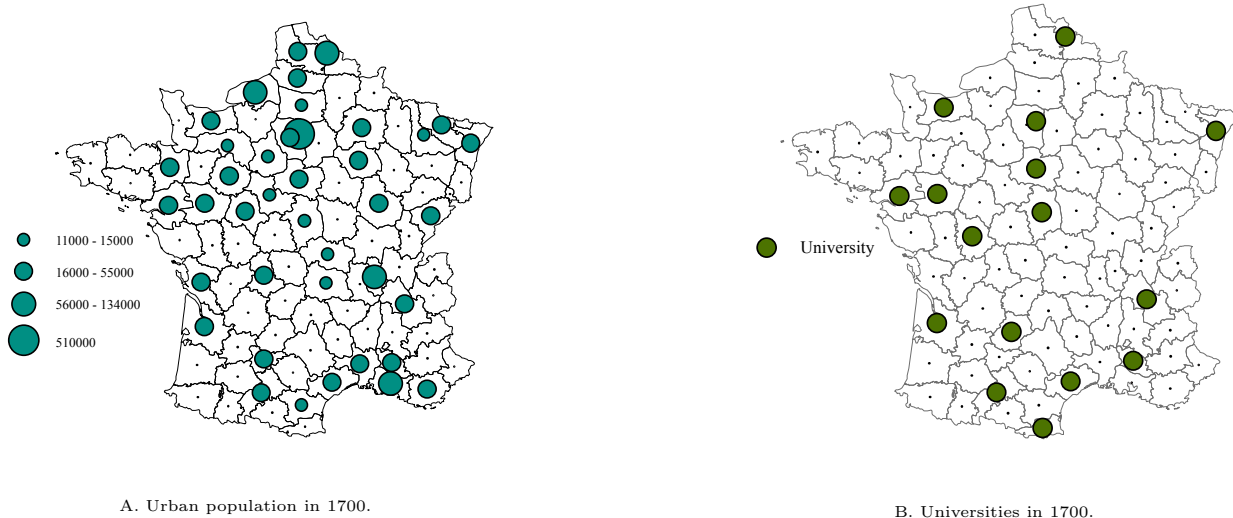 11000 - 15000
16000 - 55000
56000 - 134000
510000
A. Urban population in 1700.
University
B. Universities in 1700.